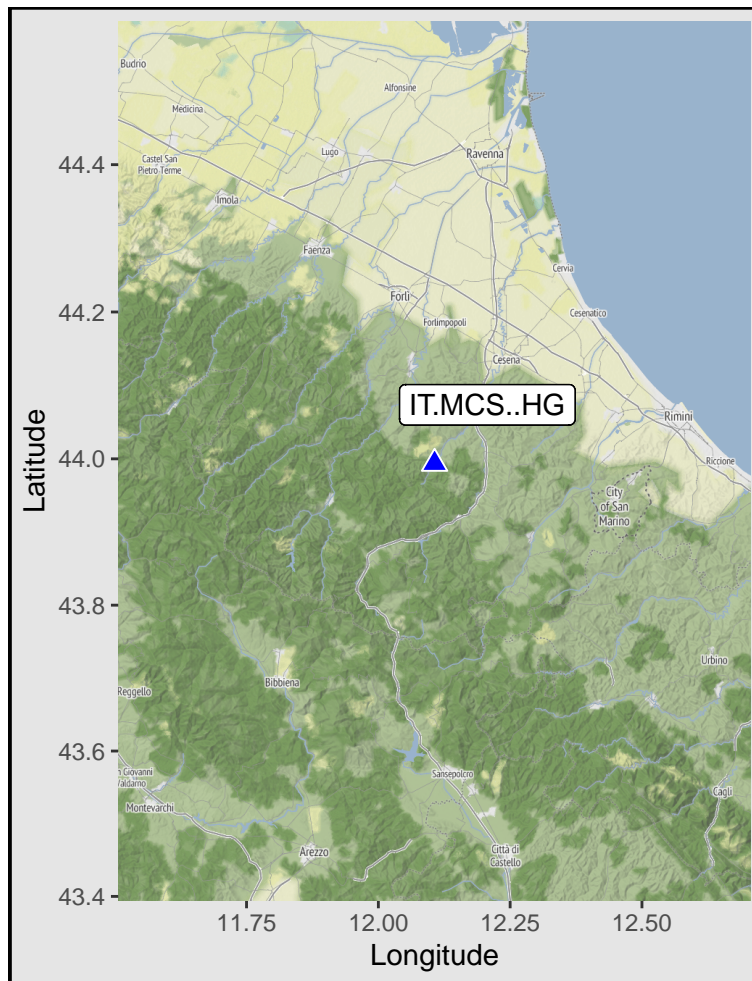 Budrio
Alfonsine
Medicina
44.4
Castel San
Pietro Terme
Lugo
Ravenna
Imola
Faenza
Cervia
Forlì
44.2
Forlimpopoli
Cesenatico
Cesena
IT.MCS..HG
Rimini
44.0
Riccione
City
of San
Marino
Latitude
43.8
Urbino
Bibbiena
Reggello
43.6
Sansepolcro
n Giovanni
Valdarno
Cagli
Montevarchi
Arezzo
Città di
Castello
43.4
11.75
12.00
12.25
12.50
Longitude